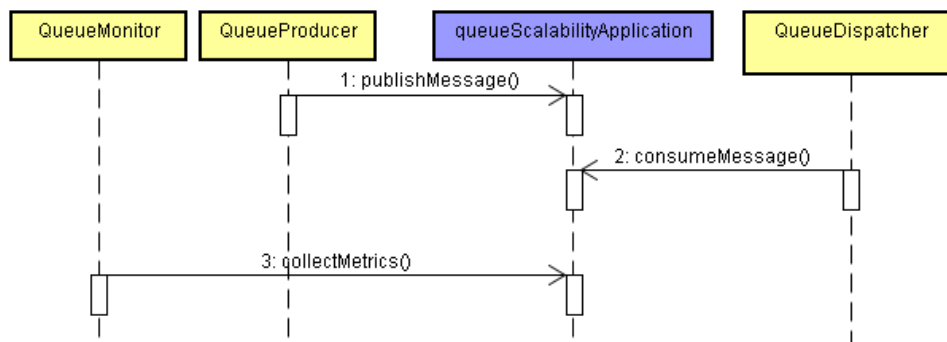 QueueMonitor
QueueProducer
queueScalabilityApplication
QueueDispatcher
1: publishMessage()
2: consumeMessage()
3: collectMetrics()